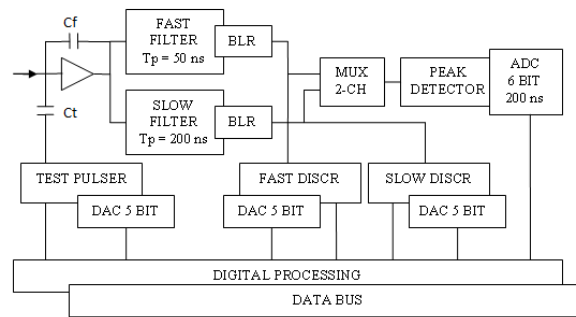 Cf
FAST
FILTER
Tp = 50 ns
BLR
MUX
2-CH
PEAK
DETECTOR
ADC
6 BIT
200 ns
Ct
SLOW
FILTER
Tp = 200 ns
BLR
TEST PULSER
DAC 5 BIT
FAST DISCR
DAC 5 BIT
SLOW DISCR
DAC 5 BIT
DIGITAL PROCESSING
DATA BUS